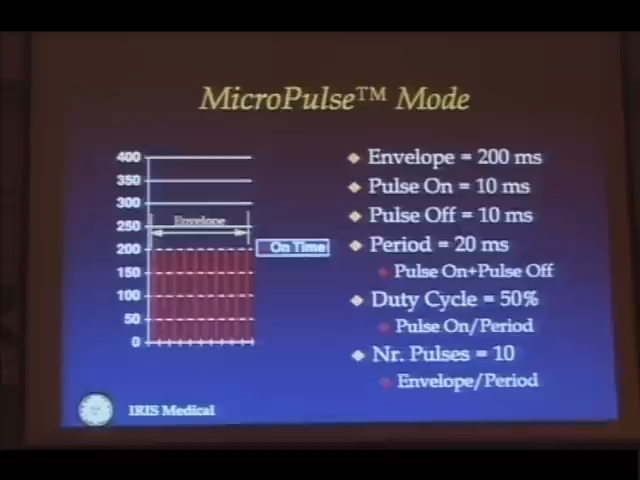 MicroPulse™ Mode
400
350
300
250
200
150
100
50
0
Envelope
On Time
Envelope = 200 ms
Pulse On = 10 ms
Pulse Off = 10 ms
Period = 20 ms
Pulse On+Pulse Off
Duty Cycle = 50%
Pulse On/Period
Nr. Pulses = 10
Envelope/Period
IRIS Medical